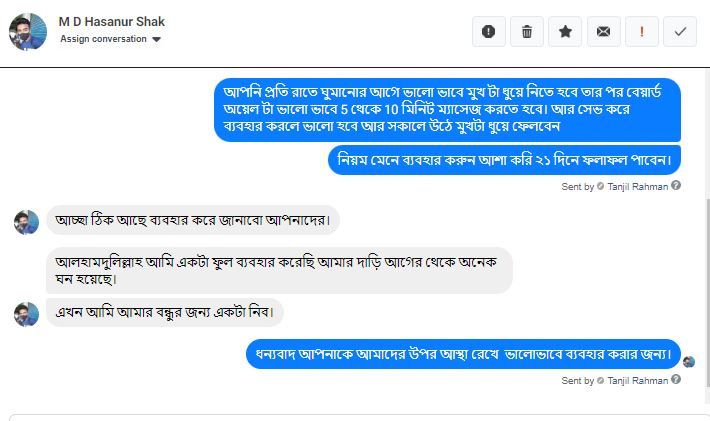 M D Hasanur Shak
Assign conversation
আপনি প্রতি রাতে ঘুমানোর আগে ভালো ভাবে মুখ টা ধুয়ে নিতে হবে তার পর বেয়ার্ড
অয়েল টা ভালো ভাবে 5 থেকে 10 মিনিট ম্যাসেজ করতে হবে। আর সেভ করে
ব্যবহার করলে ভালো হবে আর সকালে উঠে মুখটা ধুয়ে ফেলবেন
নিয়ম মেনে ব্যবহার করুন আশা করি ২১ দিনে ফলাফল পাবেন।
Sent by Tanjil Rahman
আচ্ছা ঠিক আছে ব্যবহার করে জানাবো আপনাদের।
আলহামদুলিল্লাহ আমি একটা ফুল ব্যবহার করেছি আমার দাড়ি আগের থেকে অনেক
ঘন হয়েছে।
এখন আমি আমার বন্ধুর জন্য একটা নিব।
ধন্যবাদ আপনাকে আমাদের উপর আস্থা রেখে ভালোভাবে ব্যবহার করার জন্য।
Sent by Tanjil Rahman